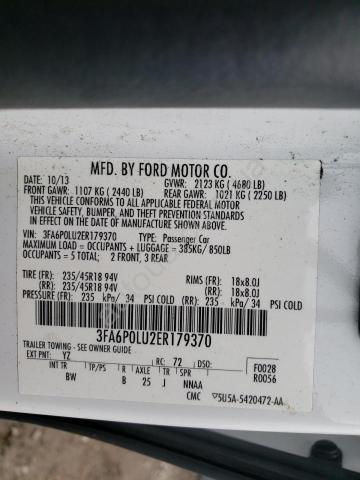 MFD. BY FORD MOTOR CO.
DATE: 10/13 GVWR: 2123 KG (4680 LB)
FRONT GAWR: 1107 KG (2440 LB) REAR GAWR: 1021 KG (2250 LB)
THIS VEHICLE CONFORMS TO ALL APPLICABLE FEDERAL MOTOR
VEHICLE SAFETY, BUMPER, AND THEFT PREVENTION STANDARDS IN
EFFECT ON THE DATE OF MANUFACTURE SHOWN ABOVE.
VIN: 3FA6P0LU2ER179370 TYPE: Passenger Car
MAXIMUM LOAD = OCCUPANTS + LUGGAGE = 385KG/ 850LB
OCCUPANTS = 5 TOTAL: 2 FRONT, 3 REAR
TIRE (FR): 235/45R18 94V RIMS (FR): 18x8.0J
(RR): 235/45R18 94V (RR): 18x8.0J
PRESSURE (FR): 235 kPa/ 34 PSI COLD (RR): 235 kPa/ 34 PSI COLD
3FA6P0LU2ER179370
TRAILER TOWING - SEE OWNER GUIDE
EXT PNT: YZ RC: 72 DSO: F0028
INT TR TP/PS R AXLE TR SPR R0056
BW B 25 J NNAA
CMC 5U5A-5420472-AA